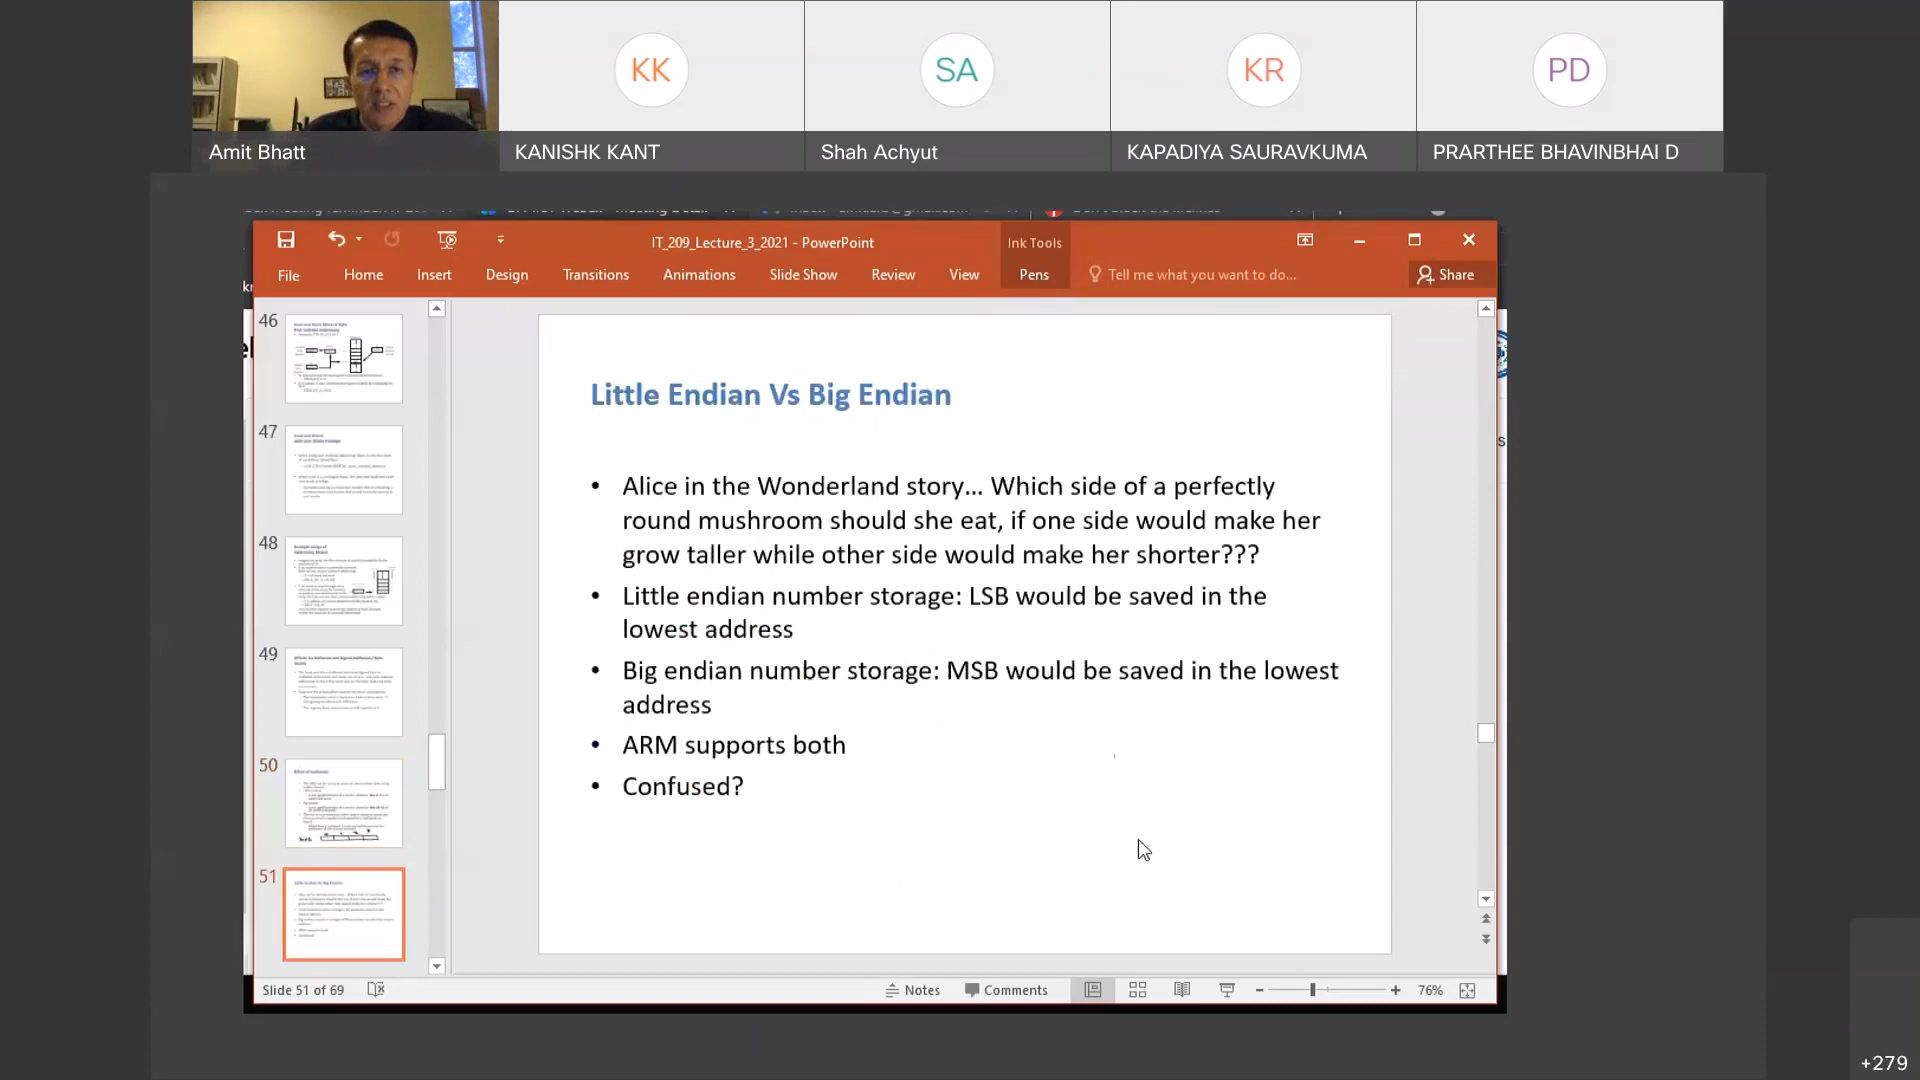 KK
SA
KR
PD
Amit Bhatt
KANISHK KANT
Shah Achyut
KAPADIYA SAURAVKUMA
PRARTHEE BHAVINBHAI D
IT_209_Lecture_3_2021 - PowerPoint
Ink Tools
File Home Insert Design Transitions Animations Slide Show Review View Pens Tell me what you want to do... Share
46
47
48
49
50
51
Little Endian Vs Big Endian
• Alice in the Wonderland story... Which side of a perfectly
round mushroom should she eat, if one side would make her
grow taller while other side would make her shorter???
• Little endian number storage: LSB would be saved in the
lowest address
• Big endian number storage: MSB would be saved in the lowest
address
• ARM supports both
• Confused?
Slide 51 of 69
Notes
Comments
76%
+279